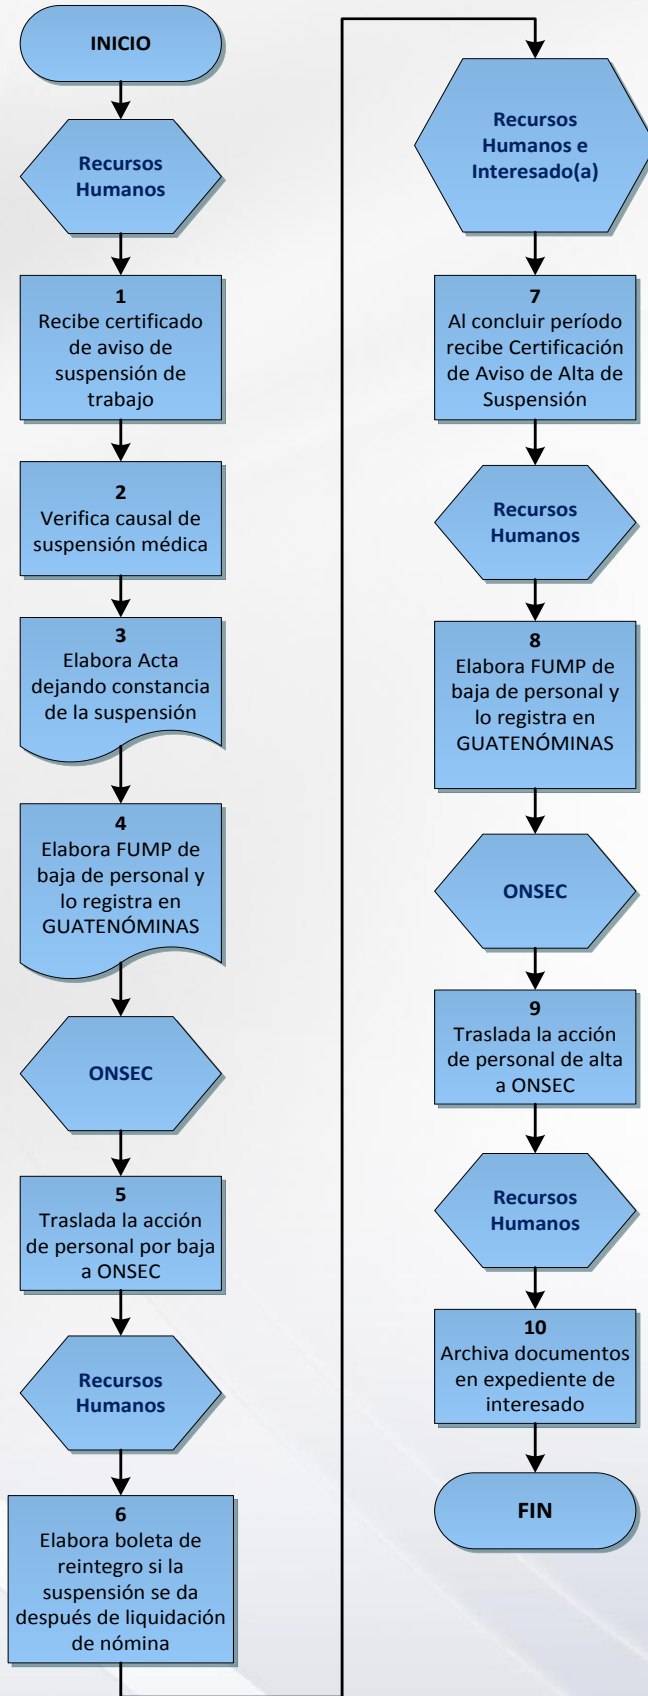 INICIO
Recursos
Humanos
1
Recibe certificado
de aviso de
suspensión de
trabajo
2
Verifica causal de
suspensión médica
3
Elabora Acta
dejando constancia
de la suspensión
4
Elabora FUMP de
baja de personal y
lo registra en
GUATENÓMINAS
ONSEC
5
Traslada la acción
de personal por baja
a ONSEC
Recursos
Humanos
6
Elabora boleta de
reintegro si la
suspensión se da
después de liquidación
de nómina
Recursos
Humanos e
Interesado(a)
7
Al concluir período
recibe Certificación
de Aviso de Alta de
Suspensión
Recursos
Humanos
8
Elabora FUMP de
baja de personal y
lo registra en
GUATENÓMINAS
ONSEC
9
Traslada la acción
de personal de alta
a ONSEC
Recursos
Humanos
10
Archiva documentos
en expediente de
interesado
FIN